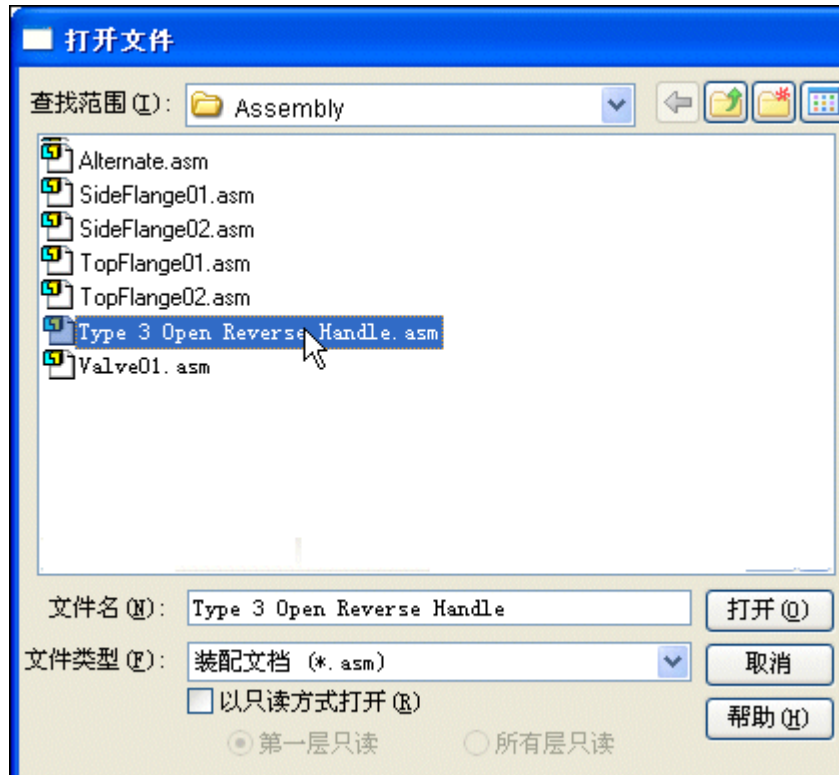 打开文件
查找范围(I): Assembly
Alternate.asm
SideFlange01.asm
SideFlange02.asm
TopFlange01.asm
TopFlange02.asm
Type 3 Open Reverse Handle.asm
Valve01.asm
文件名(N): Type 3 Open Reverse Handle 打开(O)
文件类型(F): 装配文档 (*.asm) 取消
以只读方式打开(R) 帮助(H)
第一层只读 所有层只读